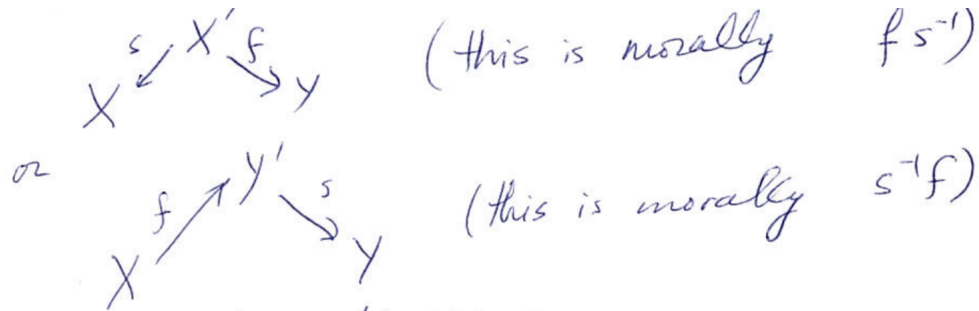 s X' f (this is morally f s⁻¹)
X Y
or
Y'
f s (this is morally s⁻¹f)
X Y